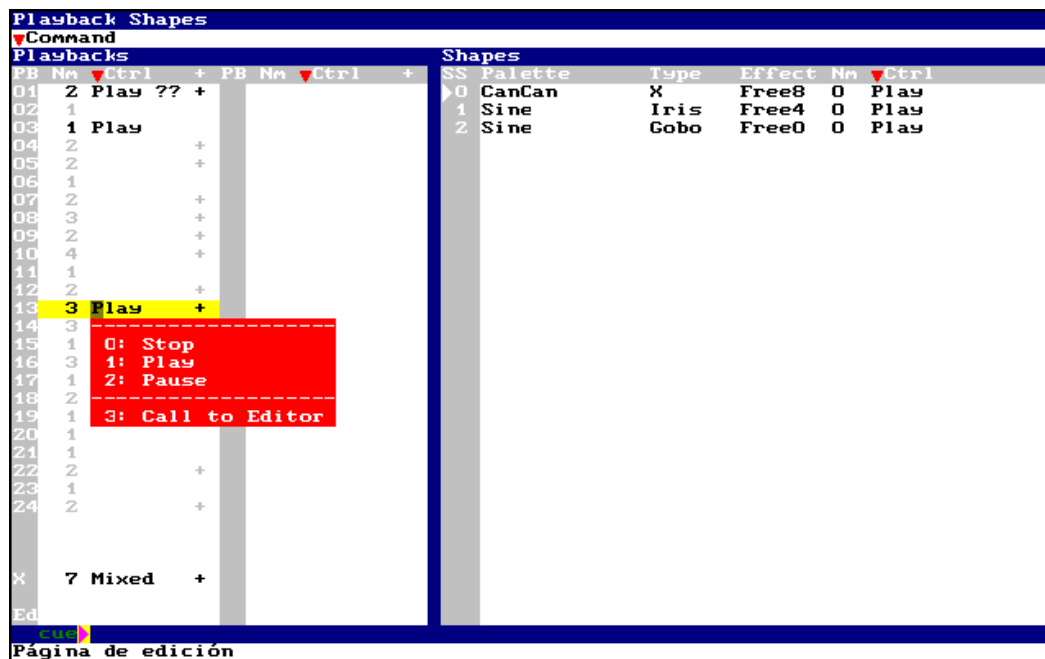 Playback Shapes
Command
Playbacks Shapes
PB Nm Ctrl + PB Nm Ctrl + SS Palette Type Effect Nm Ctrl
01 2 Play ?? + 0 CanCan X Free8 0 Play
02 1 1 Sine Iris Free4 0 Play
03 1 Play 2 Sine Gobo Free0 0 Play
04 2 +
05 2 +
06 1
07 2 +
08 3 +
09 2 +
10 4 +
11 1
12 2 +
13 3 Play +
14 3 --------------------
15 1 0: Stop
16 3 1: Play
17 1 2: Pause
18 2 --------------------
19 1 3: Call to Editor
20 1
21 1
22 2 +
23 1
24 2 +
X 7 Mixed +
Ed
cue
Página de edición